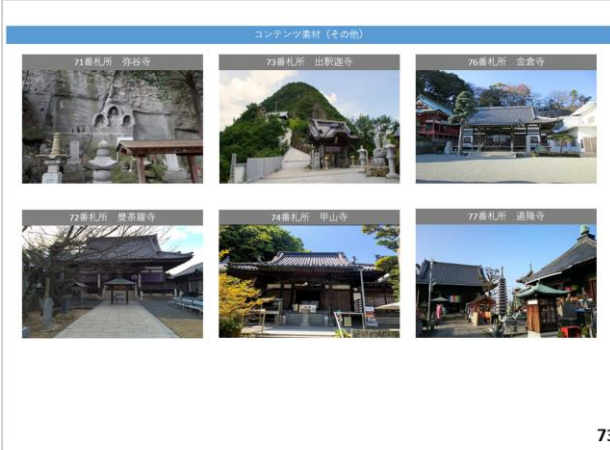 コンテンツ素材（その他）
71番札所　弥谷寺
73番札所　出釈迦寺
76番札所　金倉寺
72番札所　曼荼羅寺
74番札所　甲山寺
77番札所　道隆寺
73